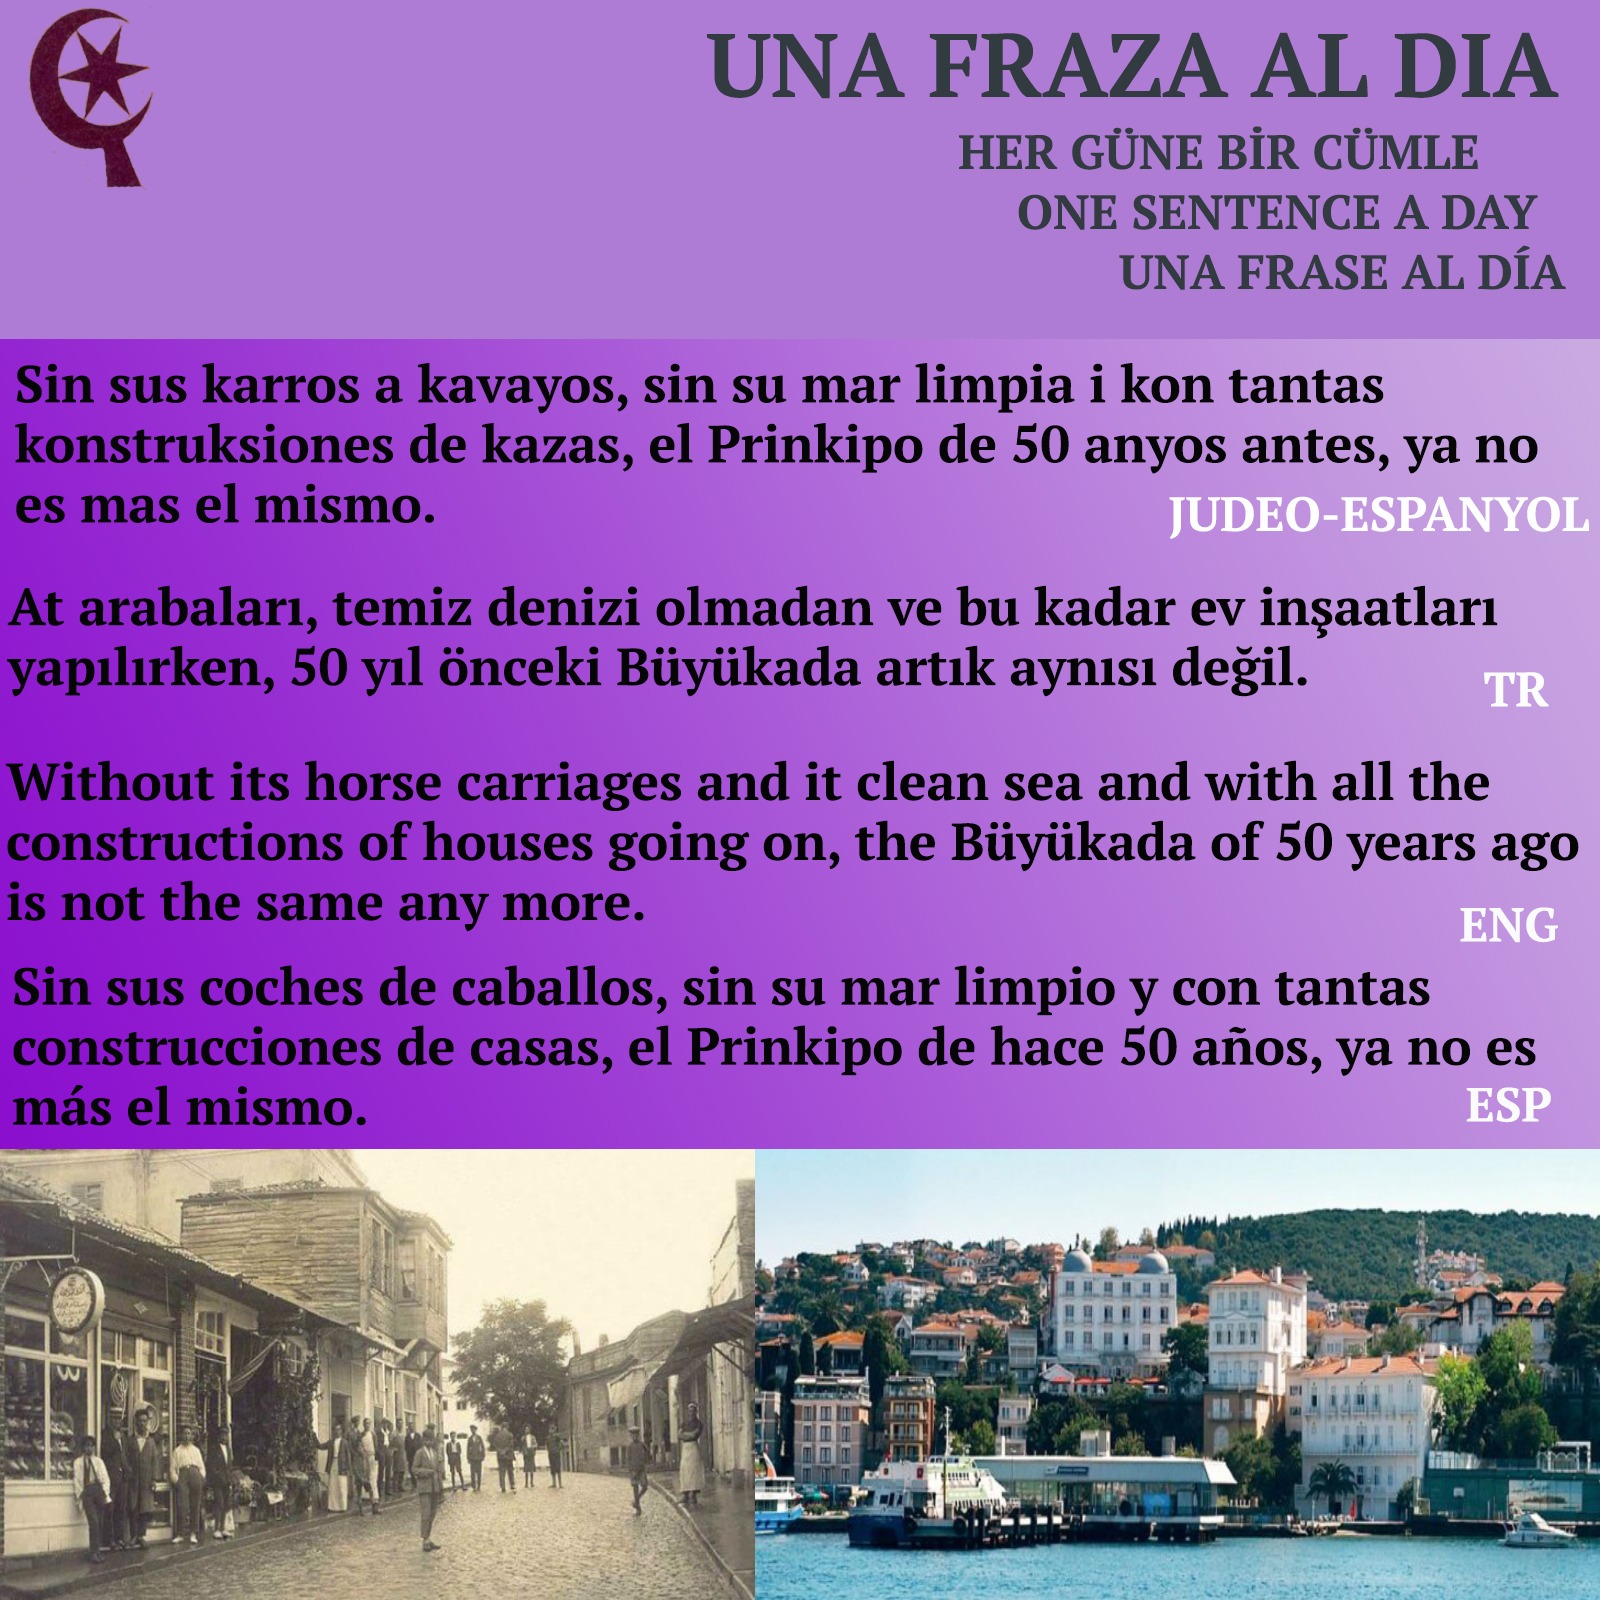 UNA FRAZA AL DIA
HER GÜNE BİR CÜMLE
ONE SENTENCE A DAY
UNA FRASE AL DÍA
Sin sus karros a kavayos, sin su mar limpia i kon tantas
konstruksiones de kazas, el Prinkipo de 50 anyos antes, ya no
es mas el mismo.
JUDEO-ESPANYOL
At arabaları, temiz denizi olmadan ve bu kadar ev inşaatları
yapılırken, 50 yıl önceki Büyükada artık aynısı değil.
TR
Without its horse carriages and it clean sea and with all the
constructions of houses going on, the Büyükada of 50 years ago
is not the same any more.
ENG
Sin sus coches de caballos, sin su mar limpio y con tantas
construcciones de casas, el Prinkipo de hace 50 años, ya no es
más el mismo.
ESP